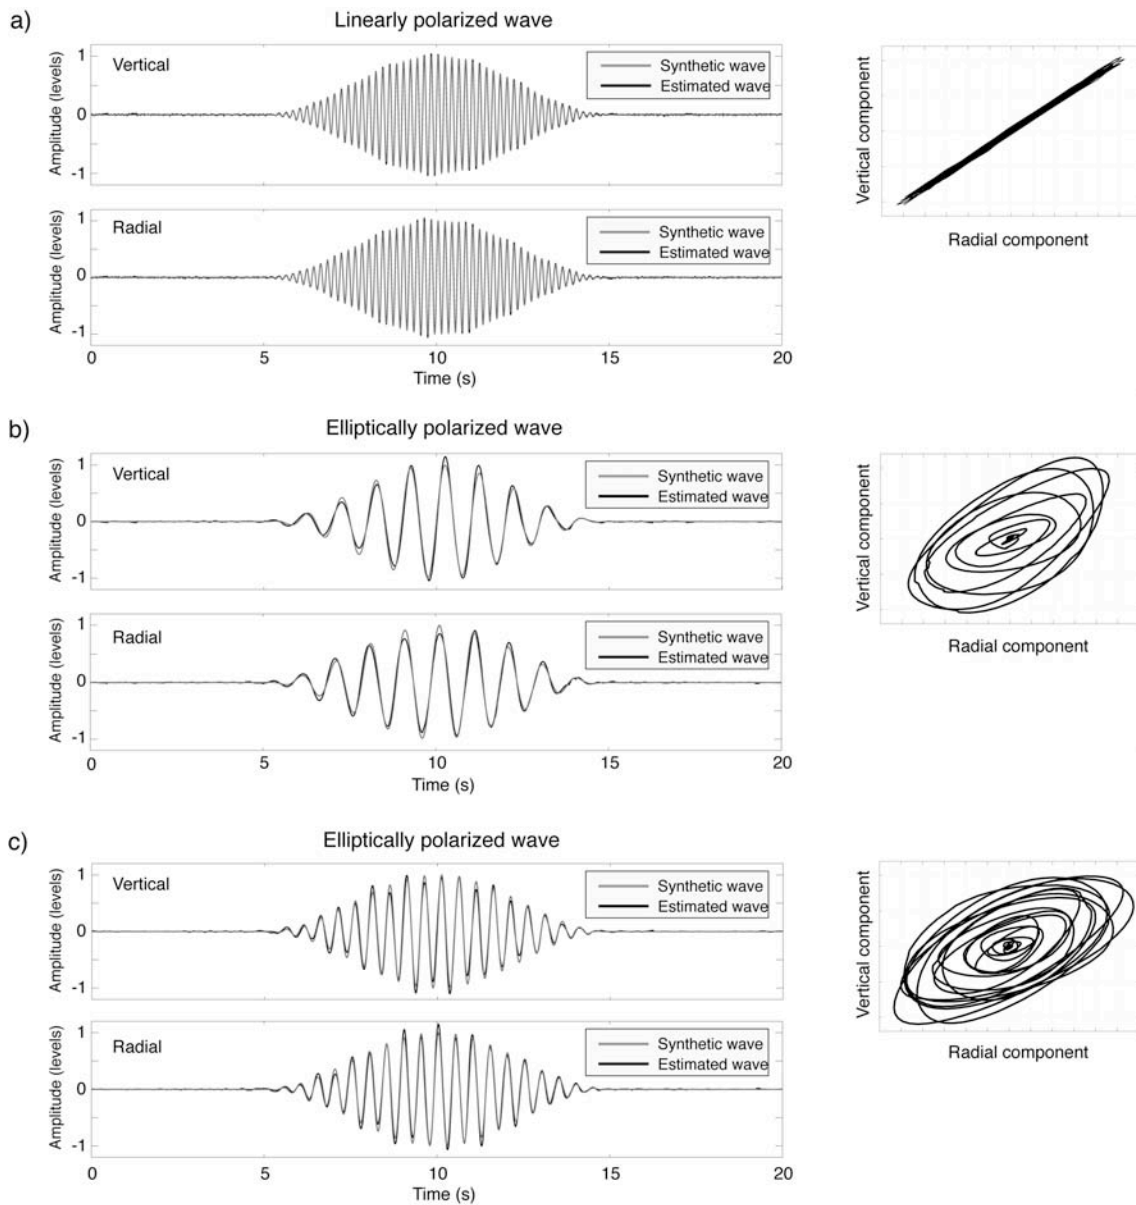 a)
Linearly polarized wave
Vertical
Synthetic wave
Estimated wave
Amplitude (levels)
1
0
-1
Radial
Synthetic wave
Estimated wave
Amplitude (levels)
1
0
-1
0 5 10 15 20
Time (s)
Vertical component
Radial component
b)
Elliptically polarized wave
Vertical
Synthetic wave
Estimated wave
Amplitude (levels)
1
0
-1
Radial
Synthetic wave
Estimated wave
Amplitude (levels)
1
0
-1
0 5 10 15 20
Time (s)
Vertical component
Radial component
c)
Elliptically polarized wave
Vertical
Synthetic wave
Estimated wave
Amplitude (levels)
1
0
-1
Radial
Synthetic wave
Estimated wave
Amplitude (levels)
1
0
-1
0 5 10 15 20
Time (s)
Vertical component
Radial component